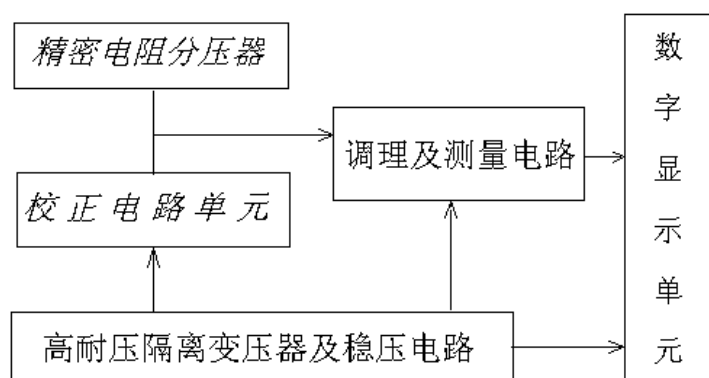 精密电阻分压器
调理及测量电路
校正电路单元
高耐压隔离变压器及稳压电路
数字显示单元